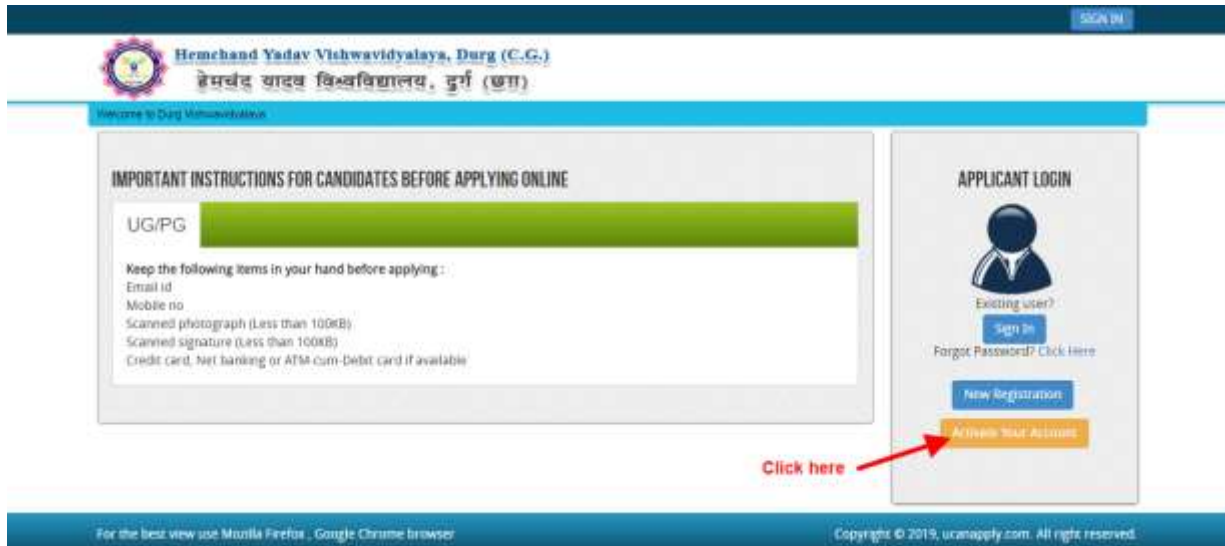 SIGN IN
Hemchand Yadav Vishwavidyalaya, Durg (C.G.)
हेमचंद यादव विश्वविद्यालय, दुर्ग (छग)
Welcome to Durg Vishwavidyalaya
IMPORTANT INSTRUCTIONS FOR CANDIDATES BEFORE APPLYING ONLINE
UG/PG
Keep the following items in your hand before applying :
Email id
Mobile no
Scanned photograph (Less than 100KB)
Scanned signature (Less than 100KB)
Credit card, Net banking or ATM-cum-Debit card if available
APPLICANT LOGIN
Existing user?
Sign In
Forgot Password? Click Here
New Registration
Activate Your Account
Click here
For the best view use Mozilla Firefox , Google Chrome browser
Copyright © 2019, ucanapply.com. All right reserved.